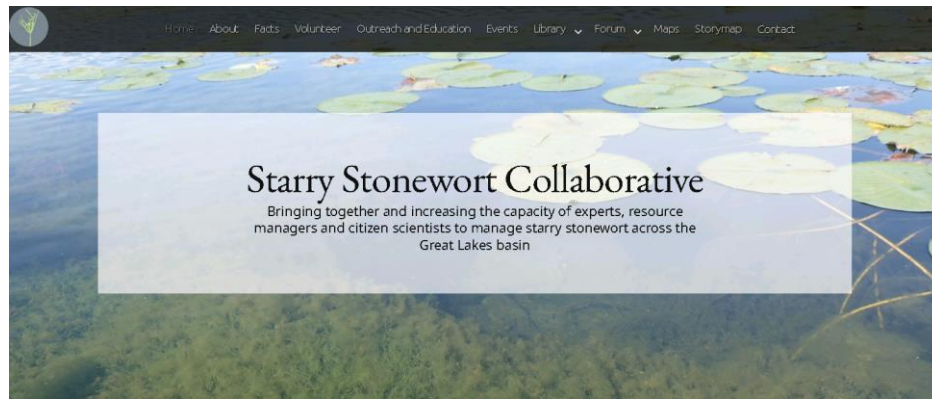 Home About Facts Volunteer Outreach and Education Events Library Forum Maps Storymap Contact
Starry Stonewort Collaborative
Bringing together and increasing the capacity of experts, resource
managers and citizen scientists to manage starry stonewort across the
Great Lakes basin